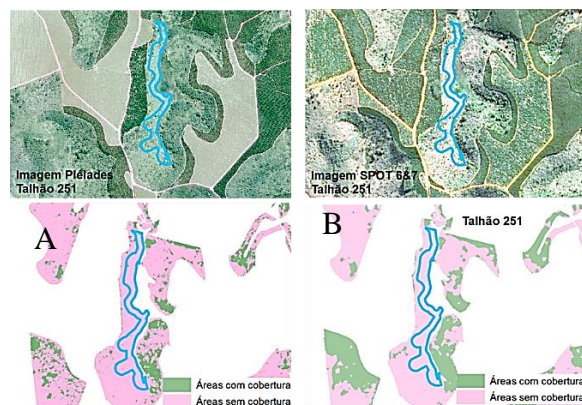 Imagem Pléiades
Talhão 251
Imagem SPOT 6&7
Talhão 251
A
Áreas com cobertura
Áreas sem cobertura
B
Talhão 251
Áreas com cobertura
Áreas sem cobertura